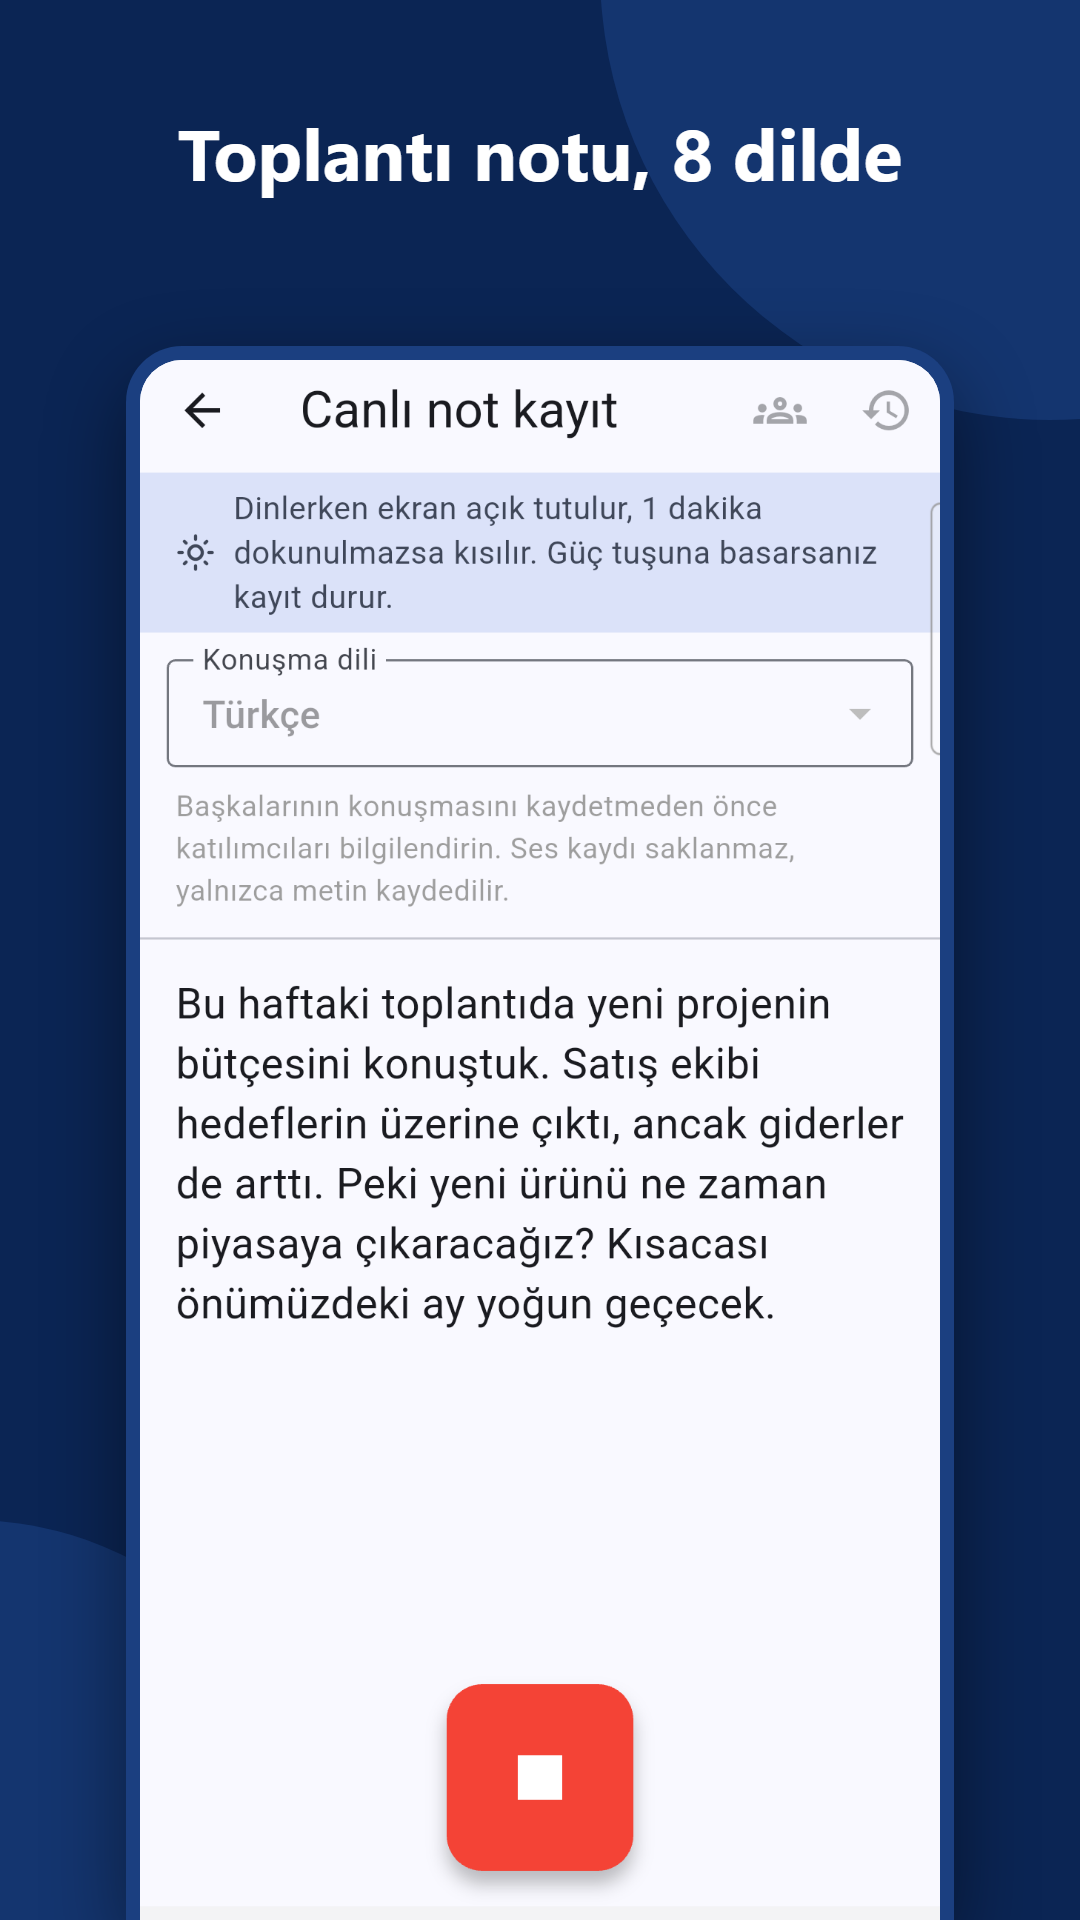 Toplantı notu, 8 dilde
Canlı not kayıt
Dinlerken ekran açık tutulur, 1 dakika
dokunulmazsa kısılır. Güç tuşuna basarsanız
kayıt durur.
Konuşma dili
Türkçe
Başkalarının konuşmasını kaydetmeden önce
katılımcıları bilgilendirin. Ses kaydı saklanmaz,
yalnızca metin kaydedilir.
Bu haftaki toplantıda yeni projenin
bütçesini konuştuk. Satış ekibi
hedeflerin üzerine çıktı, ancak giderler
de arttı. Peki yeni ürünü ne zaman
piyasaya çıkaracağız? Kısacası
önümüzdeki ay yoğun geçecek.